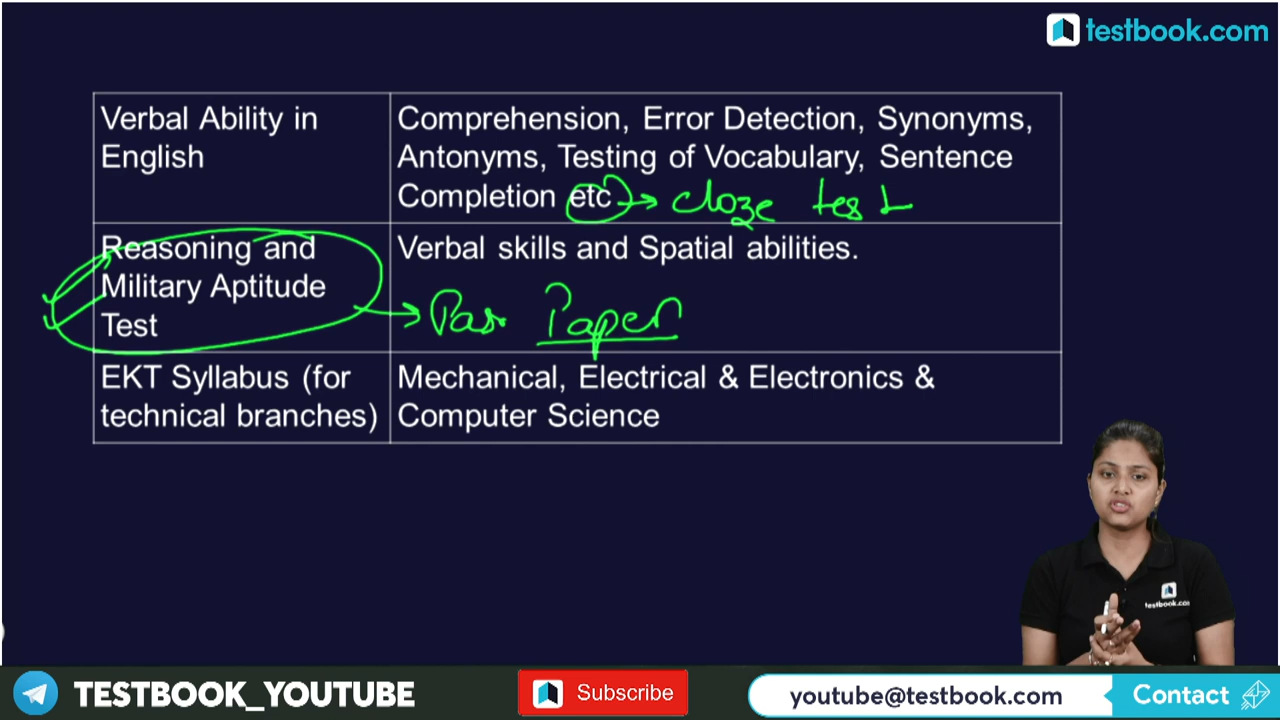 testbook.com
Verbal Ability in
English
Comprehension, Error Detection, Synonyms,
Antonyms, Testing of Vocabulary, Sentence
Completion etc → cloze test
Reasoning and
Military Aptitude
Test
Verbal skills and Spatial abilities.
→ Paper
EKT Syllabus (for
technical branches)
Mechanical, Electrical & Electronics &
Computer Science
testbook.com
TESTBOOK_YOUTUBE
Subscribe
youtube@testbook.com
Contact